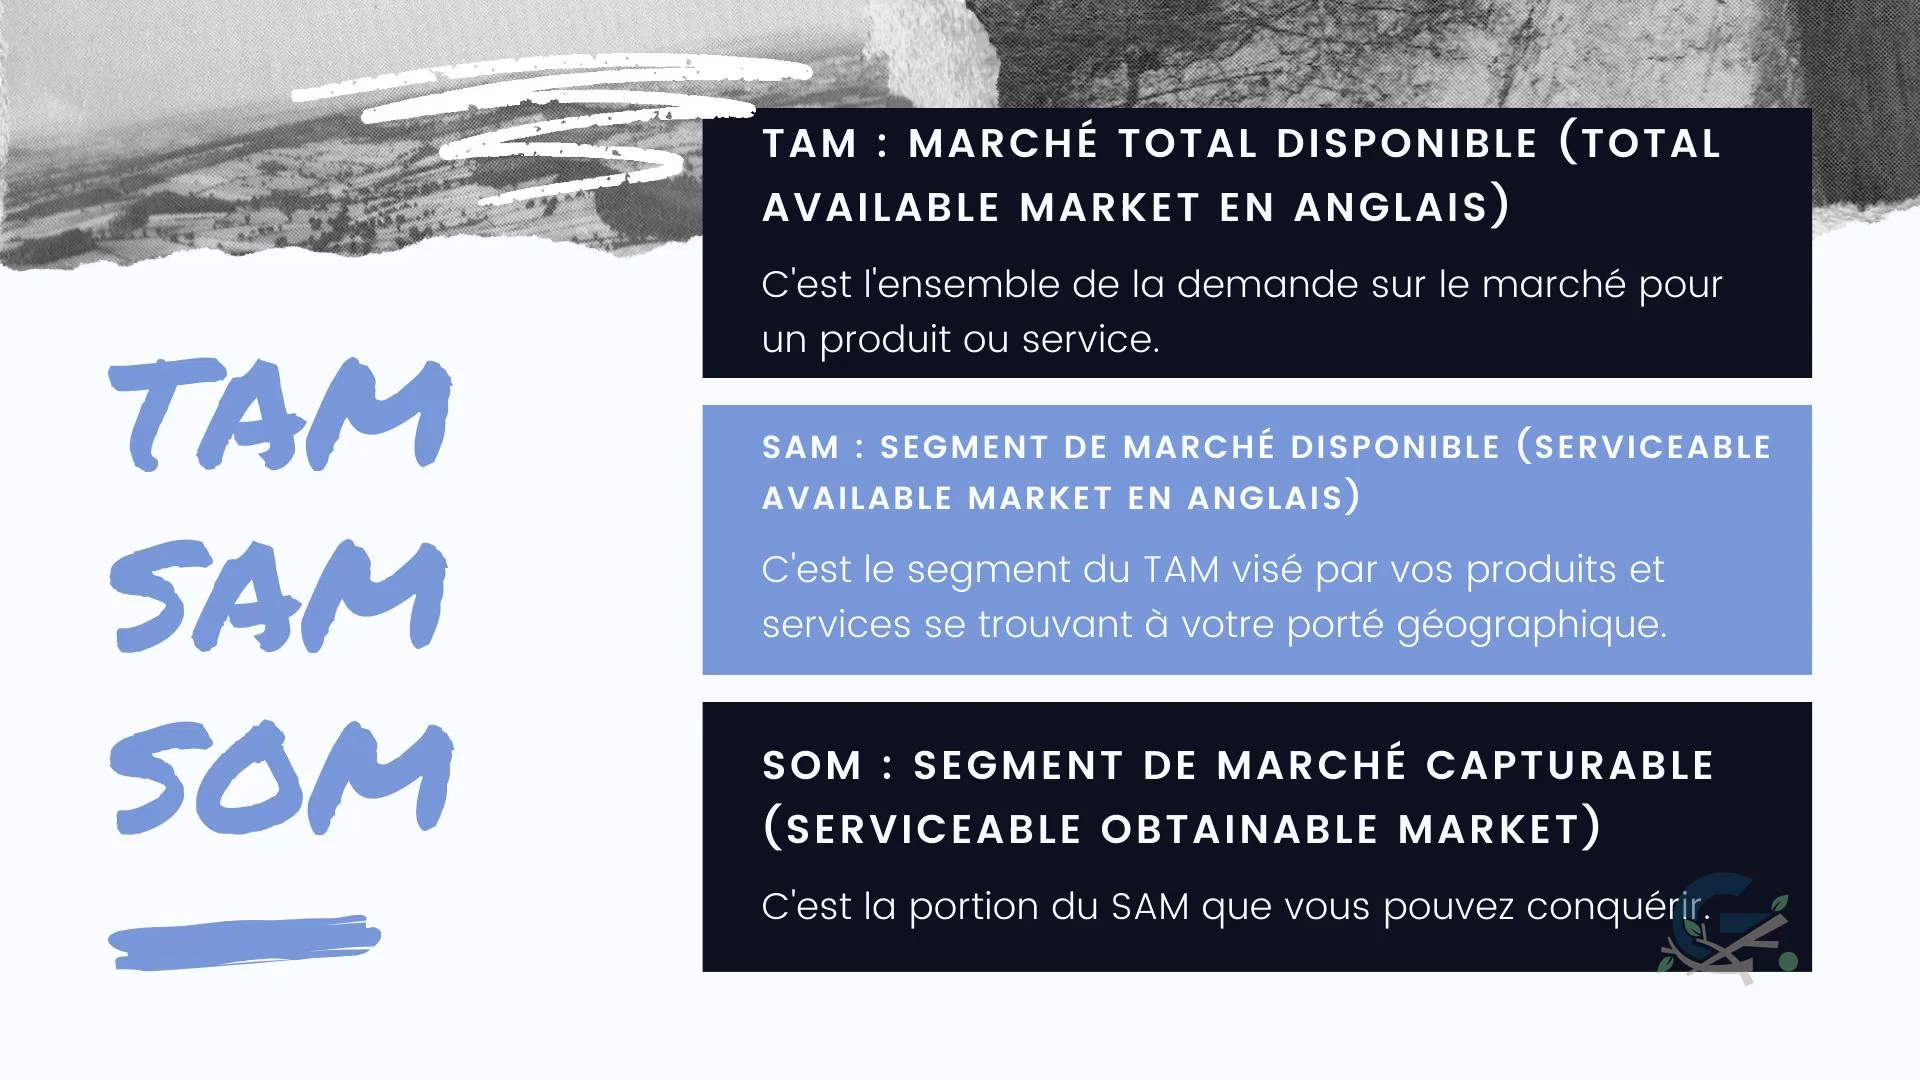 TAM
SAM
SOM
TAM : MARCHÉ TOTAL DISPONIBLE (TOTAL
AVAILABLE MARKET EN ANGLAIS)
C'est l'ensemble de la demande sur le marché pour
un produit ou service.
SAM : SEGMENT DE MARCHÉ DISPONIBLE (SERVICEABLE
AVAILABLE MARKET EN ANGLAIS)
C'est le segment du TAM visé par vos produits et
services se trouvant à votre porté géographique.
SOM : SEGMENT DE MARCHÉ CAPTURABLE
(SERVICEABLE OBTAINABLE MARKET)
C'est la portion du SAM que vous pouvez conquérir.
G